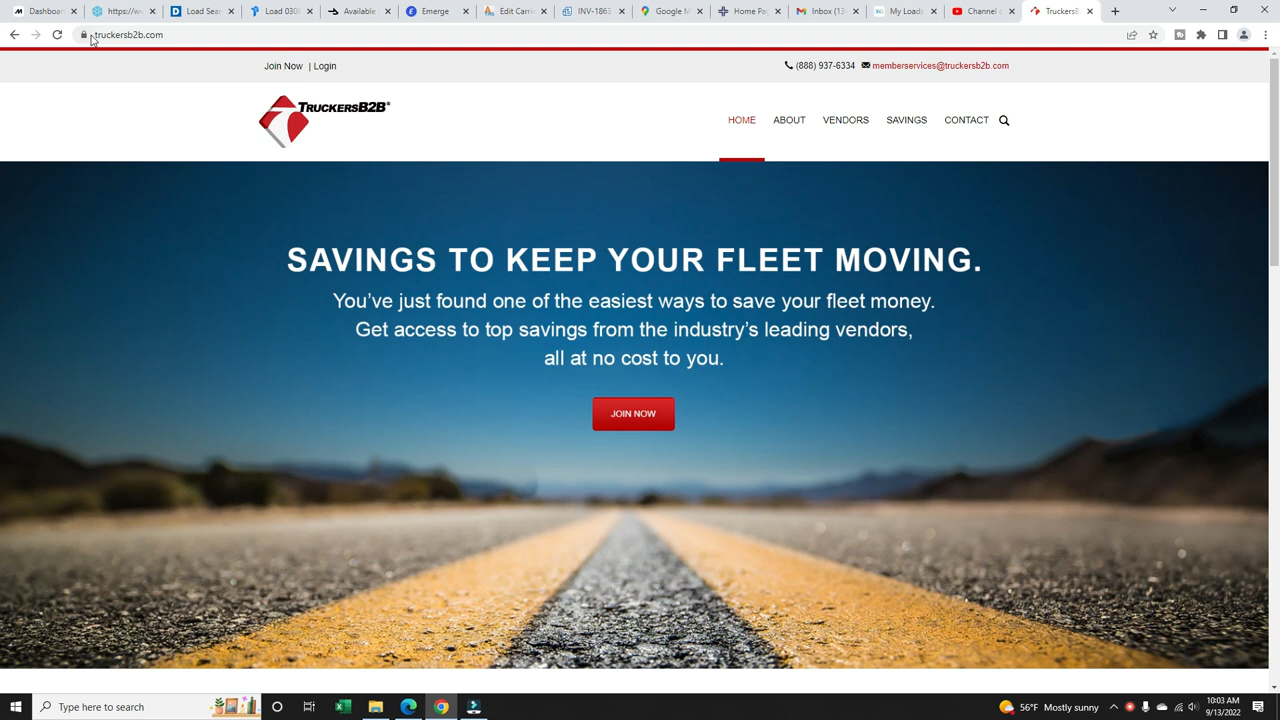 Dashboar
https://w
Load Sear
Load 030
Available
Emerge
Edit Carri
INV-1863
Google M
Home Pa
Inbox (13
My Loads
Channel c
TruckersB
truckersb2b.com
Join Now | Login
(888) 937-6334 memberservices@truckersb2b.com
TRUCKERSB2B®
HOME ABOUT VENDORS SAVINGS CONTACT
SAVINGS TO KEEP YOUR FLEET MOVING.
You've just found one of the easiest ways to save your fleet money.
Get access to top savings from the industry's leading vendors,
all at no cost to you.
JOIN NOW
Type here to search
56°F Mostly sunny
10:03 AM
9/13/2022